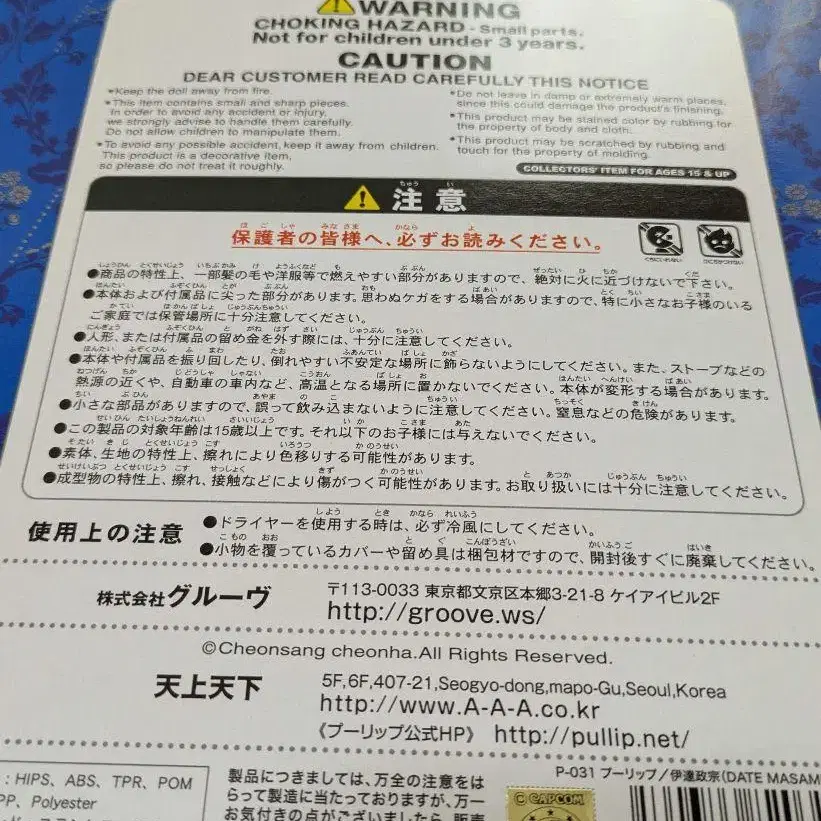 ⚠WARNING
CHOKING HAZARD - Small parts.
Not for children under 3 years.
CAUTION
DEAR CUSTOMER READ CAREFULLY THIS NOTICE
•Keep the doll away from fire.
•This item contains small and sharp pieces.
In order to avoid any accident or injury,
we strongly advise to handle them carefully.
Do not allow children to manipulate them.
•To avoid any possible accident, keep it away from children.
This product is a decorative item,
so please do not treat it roughly.
•Do not leave in damp or extremely warm places,
since this could damage the product's finishing.
•This product may be stained color by rubbing for
the property of body and cloth.
•This product may be scratched by rubbing and
touch for the property of molding.
COLLECTORS' ITEM FOR AGES 15 & UP
⚠注意
保護者の皆様へ、必ずお読みください。
●商品の特性上、一部髪の毛や洋服等で燃えやすい部分がありますので、絶対に火に近づけないで下さい。
●本体および付属品に尖った部分があります。思わぬケガをする場合がありますので、特に小さなお子様のいる
ご家庭では保管場所に十分注意してください。
●人形、または付属品の留め金を外す際には、十分に注意してください。
●本体や付属品を振り回したり、倒れやすい不安定な場所に飾らないようにしてください。また、ストーブなどの
熱源の近くや、自動車の車内など、高温となる場所に置かないでください。本体が変形する場合があります。
●小さな部品がありますので、誤って飲み込まないように注意してください。窒息などの危険があります。
●この製品の対象年齢は15歳以上です。それ以下のお子様には与えないでください。
●素体、生地の特性上、擦れにより色移りする可能性があります。
●成型物の特性上、擦れ、接触などにより傷がつく可能性があります。お取り扱いには十分に注意してください。
使用上の注意
●ドライヤーを使用する時は、必ず冷風にしてください。
●小物を覆っているカバーや留め具は梱包材ですので、開封後すぐに廃棄してください。
株式会社グルーヴ
〒113-0033 東京都文京区本郷3-21-8 ケイアイビル2F
http://groove.ws/
©Cheonsang cheonha.All Rights Reserved.
天上天下
5F,6F,407-21,Seogyo-dong,mapo-Gu,Seoul,Korea
http://www.A-A-A.co.kr
《プーリップ公式HP》 http://pullip.net/
: HIPS、ABS、TPR、POM
PP、Polyester
製品につきましては、万全の注意をは
らって製造に当たっておりますが、万一
お気付きの点がございましたら、販売
P-031 プーリップ/伊達政宗(DATE MASAM
©CAPCOM